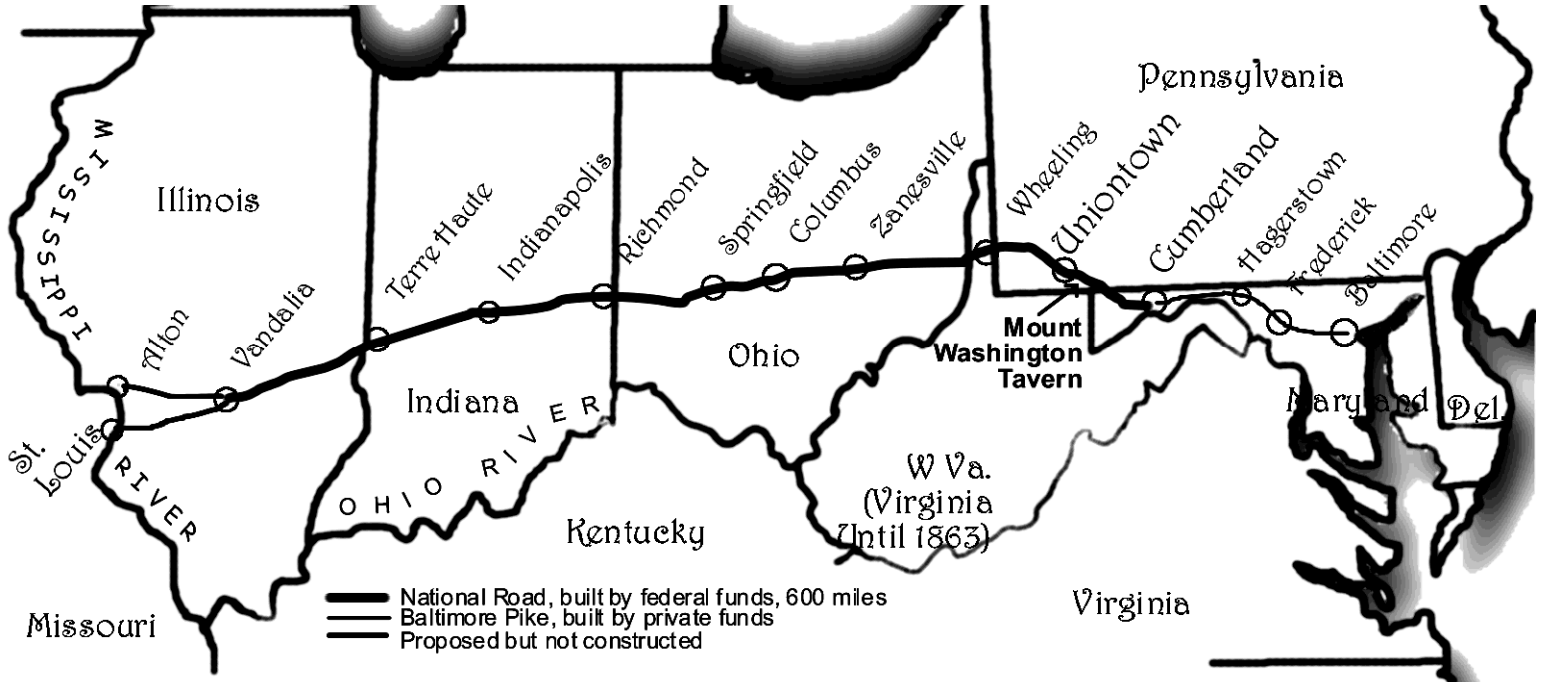 Pennsylvania
MISSISSIPPI
Illinois
Terre Haute
Indianapolis
Richmond
Springfield
Columbus
Zanesville
Wheeling
Uniontown
Cumberland
Hagerstown
Frederick
Baltimore
Alton
Vandalia
Mount
Washington
Tavern
Ohio
Indiana
Maryland
Del.
St.
Louis
RIVER
OHIO RIVER
W Va.
(Virginia
Until 1863)
Kentucky
Virginia
Missouri
National Road, built by federal funds, 600 miles
Baltimore Pike, built by private funds
Proposed but not constructed